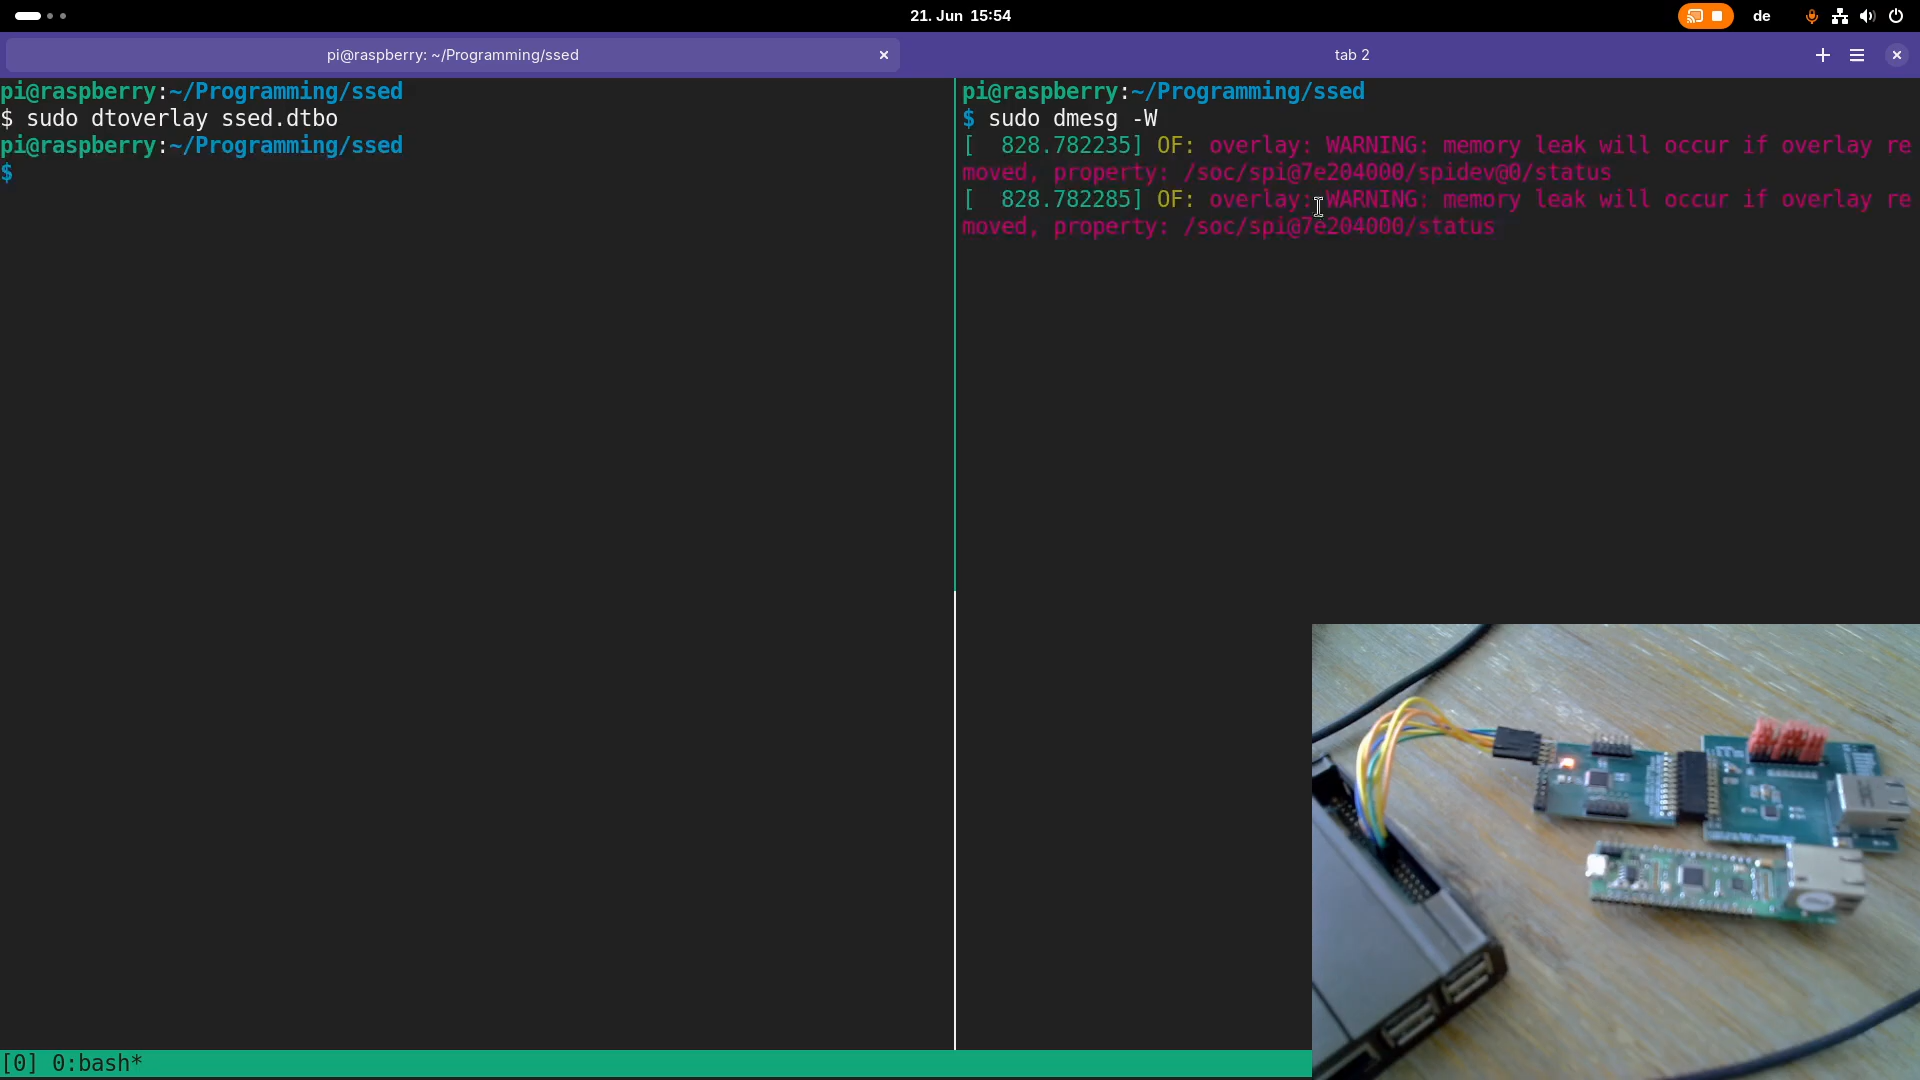 21. Jun 15:54
de
pi@raspberry: ~/Programming/ssed
tab 2
pi@raspberry:~/Programming/ssed
$ sudo dtoverlay ssed.dtbo
pi@raspberry:~/Programming/ssed
$
pi@raspberry:~/Programming/ssed
$ sudo dmesg -W
[  828.782235] OF: overlay: WARNING: memory leak will occur if overlay re
moved, property: /soc/spi@7e204000/spidev@0/status
[  828.782285] OF: overlay: WARNING: memory leak will occur if overlay re
moved, property: /soc/spi@7e204000/status
[0] 0:bash*